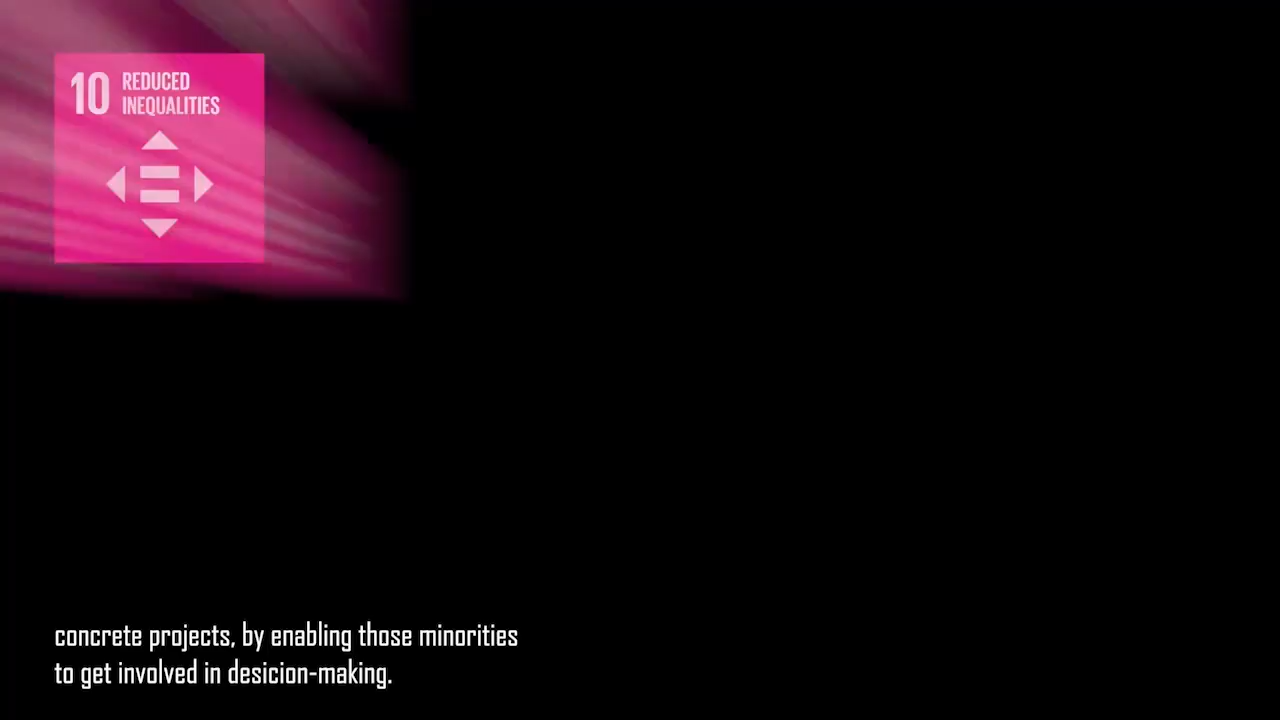 10 REDUCED
INEQUALITIES
concrete projects, by enabling those minorities
to get involved in desicion-making.